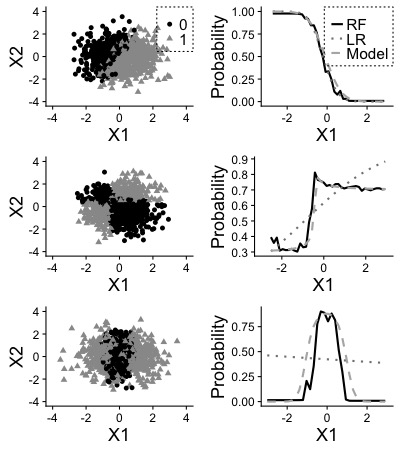 4
2
0
-2
-4
X2
-4 -2 0 2 4
X1
0
1
1.00
0.75
0.50
0.25
0.00
Probability
-2 0 2
X1
RF
LR
Model
4
2
0
-2
-4
X2
-4 -2 0 2 4
X1
0.9
0.8
0.7
0.6
0.5
0.4
0.3
Probability
-2 0 2
X1
4
2
0
-2
-4
X2
-4 -2 0 2 4
X1
0.75
0.50
0.25
0.00
Probability
-2 0 2
X1